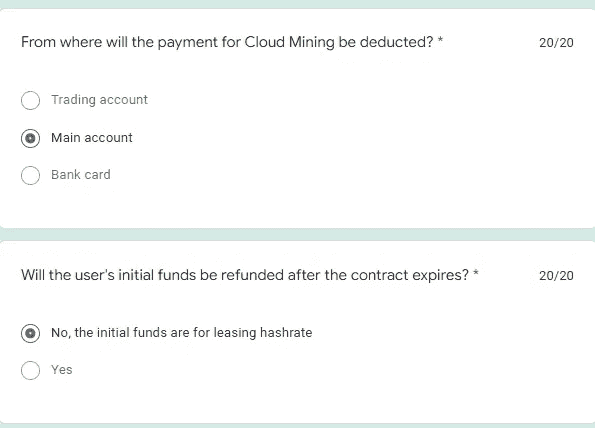 From where will the payment for Cloud Mining be deducted? * 20/20
Trading account
Main account
Bank card
Will the user's initial funds be refunded after the contract expires? * 20/20
No, the initial funds are for leasing hashrate
Yes